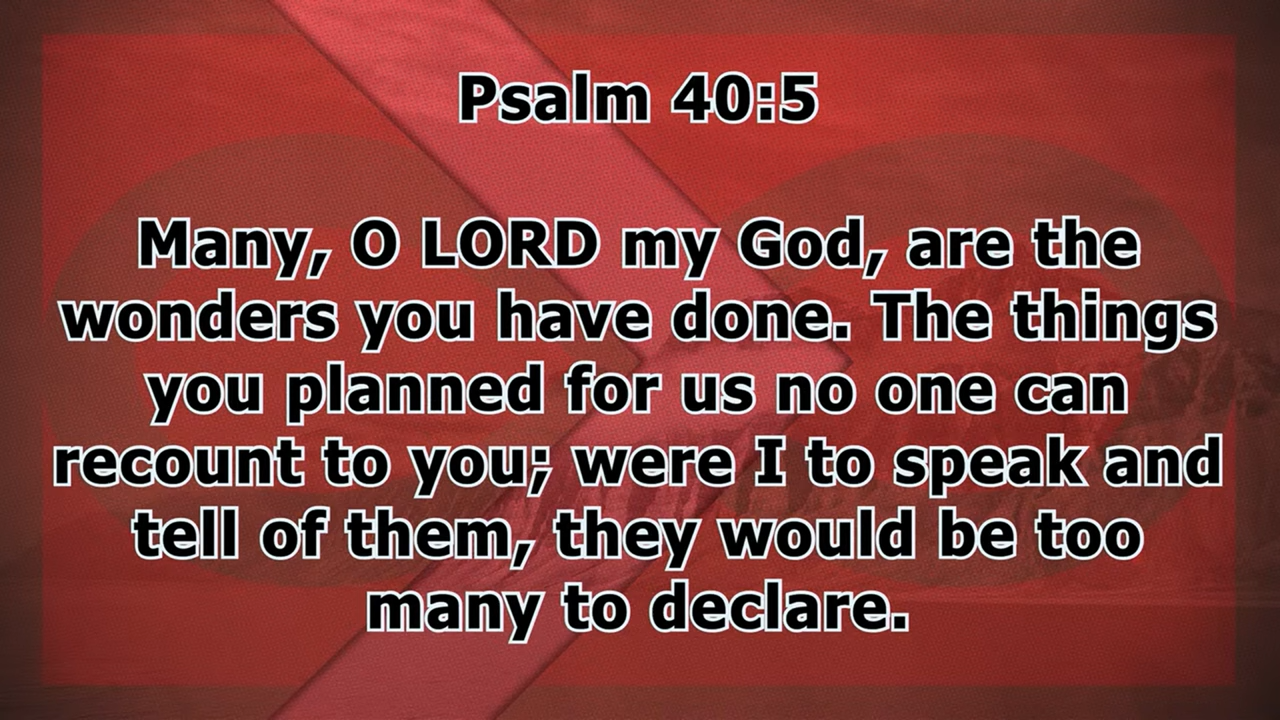 Psalm 40:5
Many, O LORD my God, are the
wonders you have done. The things
you planned for us no one can
recount to you; were I to speak and
tell of them, they would be too
many to declare.